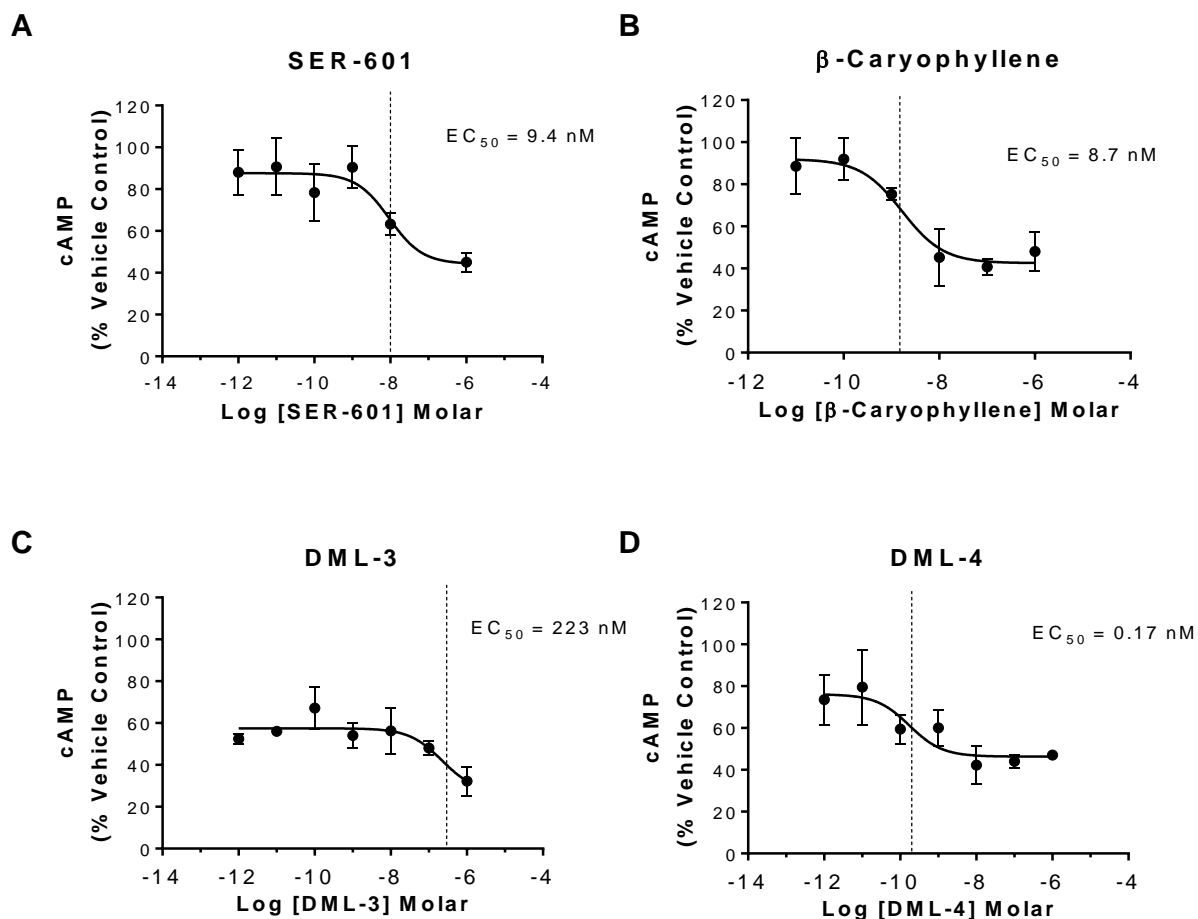 A
SER-601
120
100
80
60
40
20
0
cAMP
(% Vehicle Control)
EC50 = 9.4 nM
-14 -12 -10 -8 -6 -4
Log [SER-601] Molar
B
β-Caryophyllene
120
100
80
60
40
20
0
cAMP
(% Vehicle Control)
EC50 = 8.7 nM
-12 -10 -8 -6 -4
Log [β-Caryophyllene] Molar
C
DML-3
120
100
80
60
40
20
0
cAMP
(% Vehicle Control)
EC50 = 223 nM
-14 -12 -10 -8 -6 -4
Log [DML-3] Molar
D
DML-4
120
100
80
60
40
20
0
cAMP
(% Vehicle Control)
EC50 = 0.17 nM
-14 -12 -10 -8 -6 -4
Log [DML-4] Molar